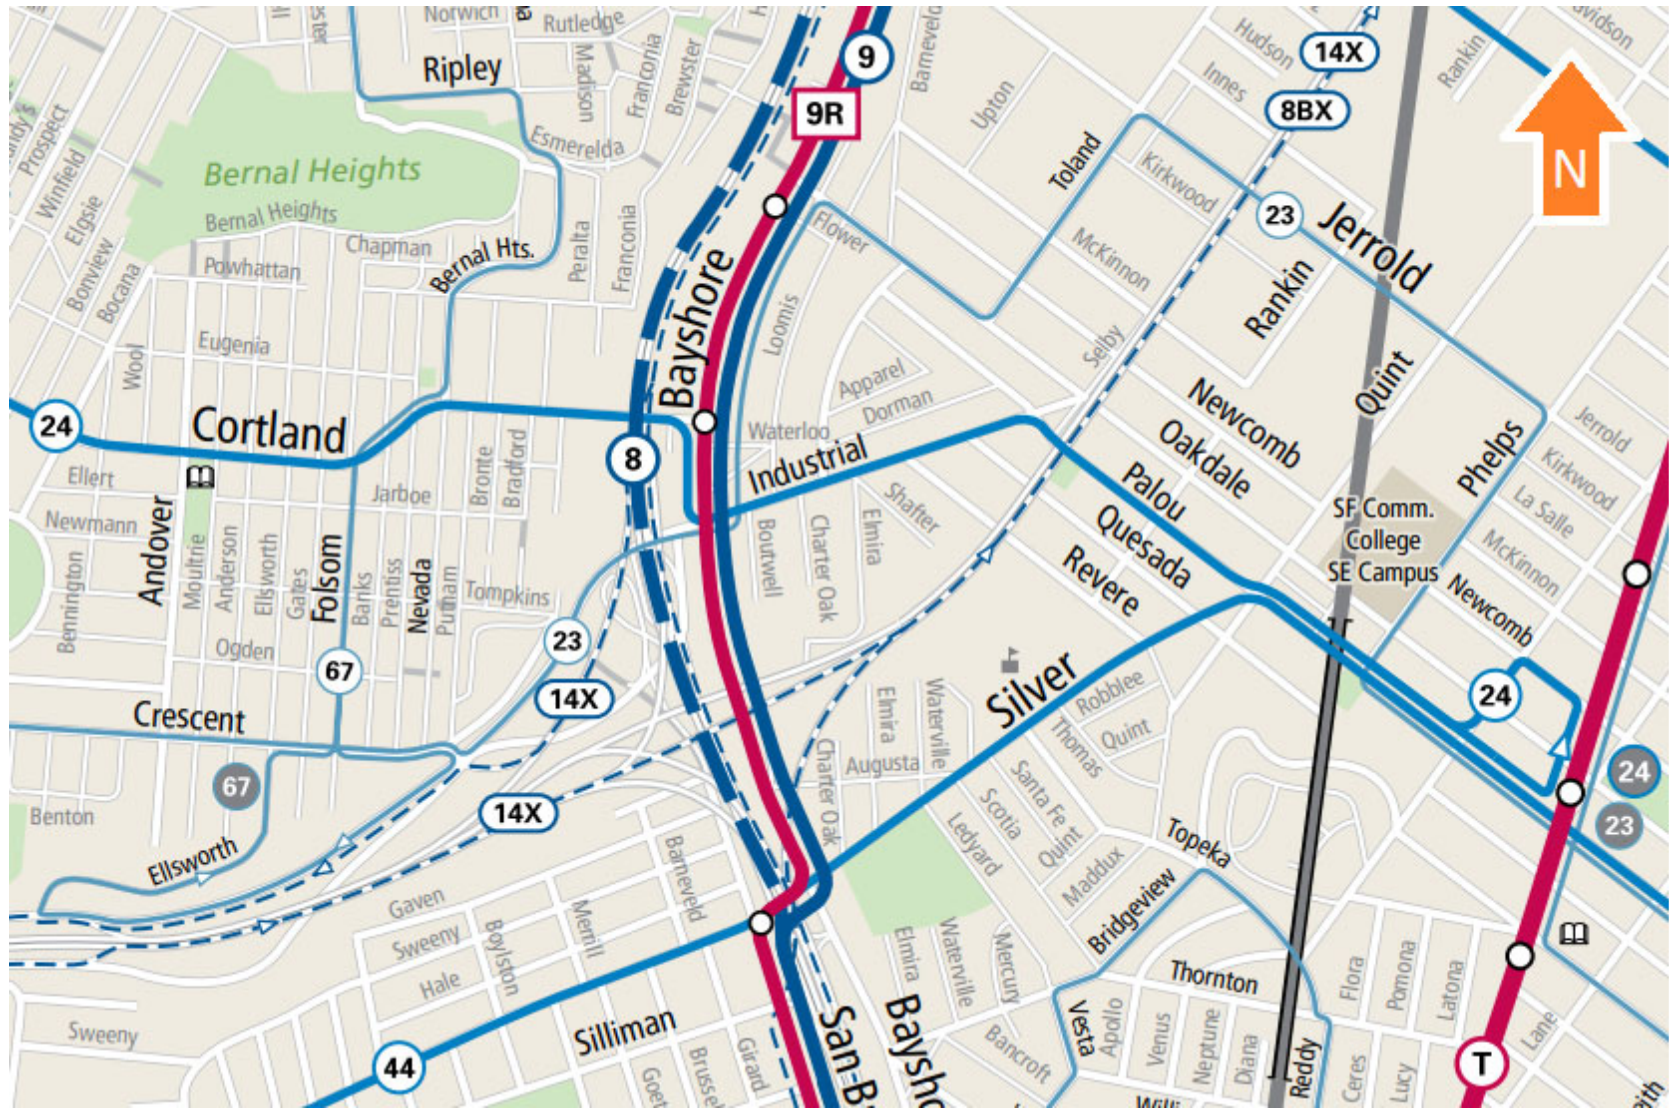 Norwich
Rutledge
Hudson
14X
Rankin
9
Barneveld
Ripley
Madison
Franconia
Brewster
Innes
Upton
8BX
9R
N
Prospect
Winfield
Elgsie
Bonview
Bocana
Bernal Heights
Bernal Heights
Esmerelda
Toland
Kirkwood
23
Jerrold
Flower
Chapman
Powhattan
Bernal Hts.
Peralta
Franconia
McKinnon
Rankin
Bayshore
Loomis
Selby
Eugenia
Wool
Apparel
Dorman
Quint
Newcomb
Oakdale
Palou
Quesada
Revere
24
Cortland
8
Waterloo
Industrial
Phelps
Jerrold
Kirkwood
La Salle
McKinnon
Newcomb
Ellert
Newmann
Andover
Jarboe
Bronte
Bradford
Shafter
Elmira
Charter Oak
Boutwell
SF Comm.
College
SE Campus
Bennington
Moultrie
Anderson
Ellsworth
Gates
Folsom
Banks
Prentiss
Nevada
Putnam
Tompkins
Ogden
67
23
14X
Silver
Robblee
Thomas
Quint
24
Crescent
67
14X
Elmira
Waterville
Augusta
Charter Oak
Santa Fe
Scotia
Quint
Ledyard
Maddux
Topeka
Bridgeview
24
23
Benton
Ellsworth
Gaven
Sweeny
Hale
Boylston
Merrill
Barneveld
Elmira
Waterville
Mercury
Thornton
Flora
Pomona
Latona
Sweeny
Silliman
44
Girard
Baysho
San B
Bancroft
Vesta
Apollo
Venus
Neptune
Diana
Reddy
Ceres
Lucy
T
Lane